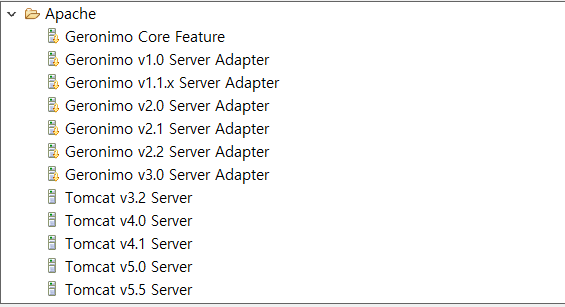 Apache
Geronimo Core Feature
Geronimo v1.0 Server Adapter
Geronimo v1.1.x Server Adapter
Geronimo v2.0 Server Adapter
Geronimo v2.1 Server Adapter
Geronimo v2.2 Server Adapter
Geronimo v3.0 Server Adapter
Tomcat v3.2 Server
Tomcat v4.0 Server
Tomcat v4.1 Server
Tomcat v5.0 Server
Tomcat v5.5 Server